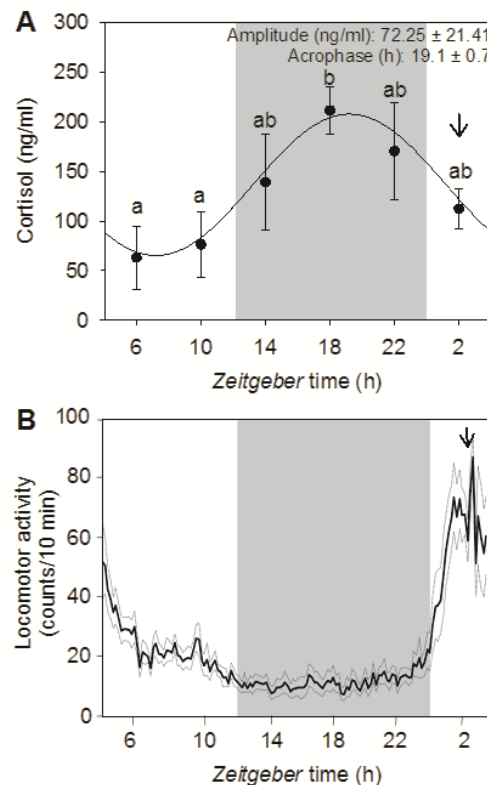 A
Amplitude (ng/ml): 72.25 ± 21.41
Acrophase (h): 19.1 ± 0.7
300
250
200
150
100
50
0
Cortisol (ng/ml)
a
a
ab
b
ab
ab
6
10
14
18
22
2
Zeitgeber time (h)
B
100
80
60
40
20
0
Locomotor activity
(counts/10 min)
6
10
14
18
22
2
Zeitgeber time (h)